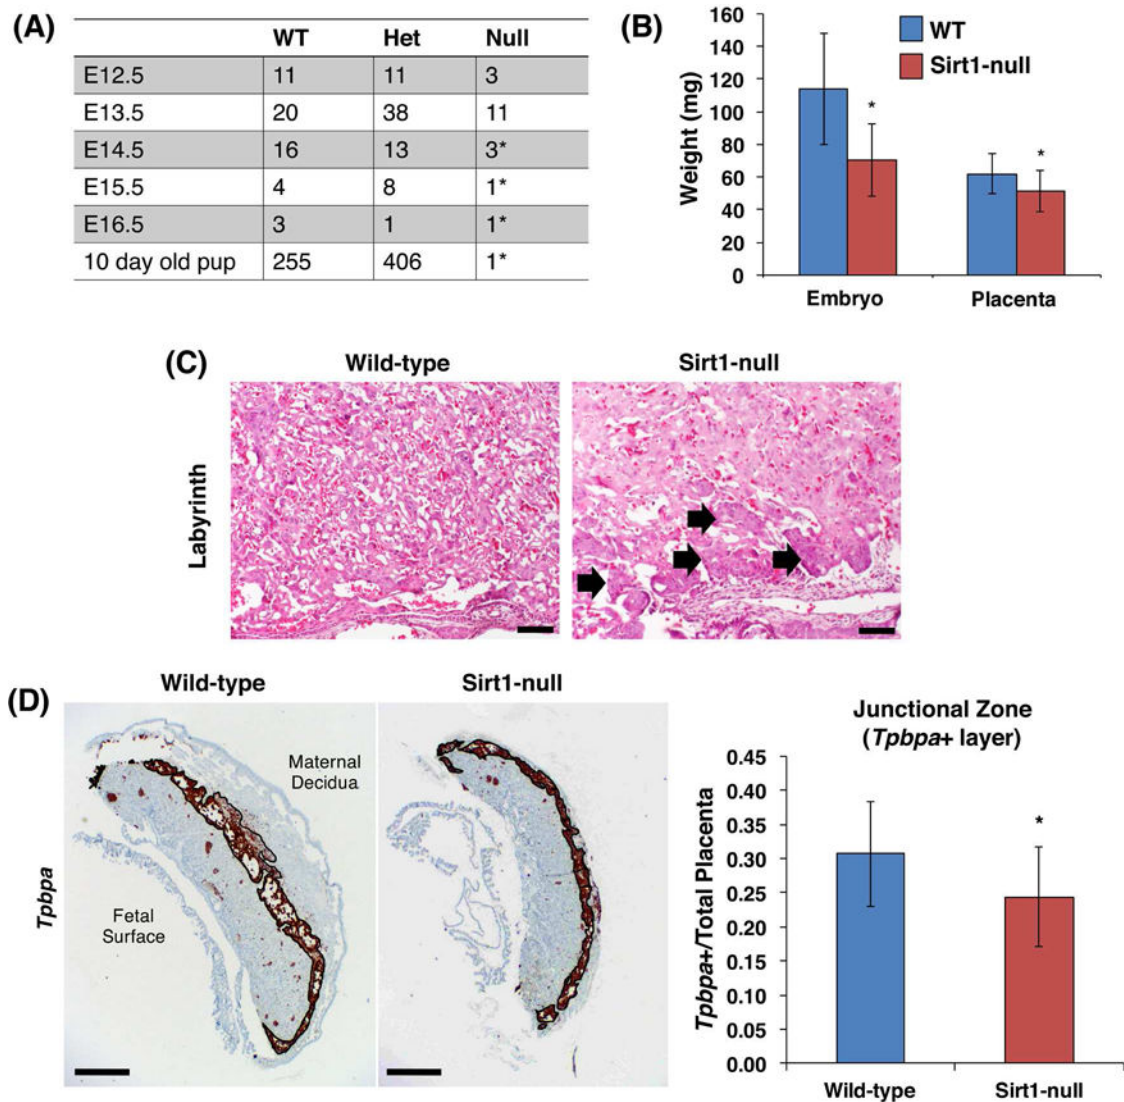 (A)
WT Het Null
E12.5 11 11 3
E13.5 20 38 11
E14.5 16 13 3*
E15.5 4 8 1*
E16.5 3 1 1*
10 day old pup 255 406 1*
(B)
Weight (mg)
160
140
120
100
80
60
40
20
0
WT
Sirt1-null
*
*
Embryo Placenta
(C)
Wild-type Sirt1-null
Labyrinth
(D)
Wild-type Sirt1-null
Tpbpa
Maternal
Decidua
Fetal
Surface
Junctional Zone
(Tpbpa+ layer)
Tpbpa+/Total Placenta
0.45
0.40
0.35
0.30
0.25
0.20
0.15
0.10
0.05
0.00
*
Wild-type Sirt1-null